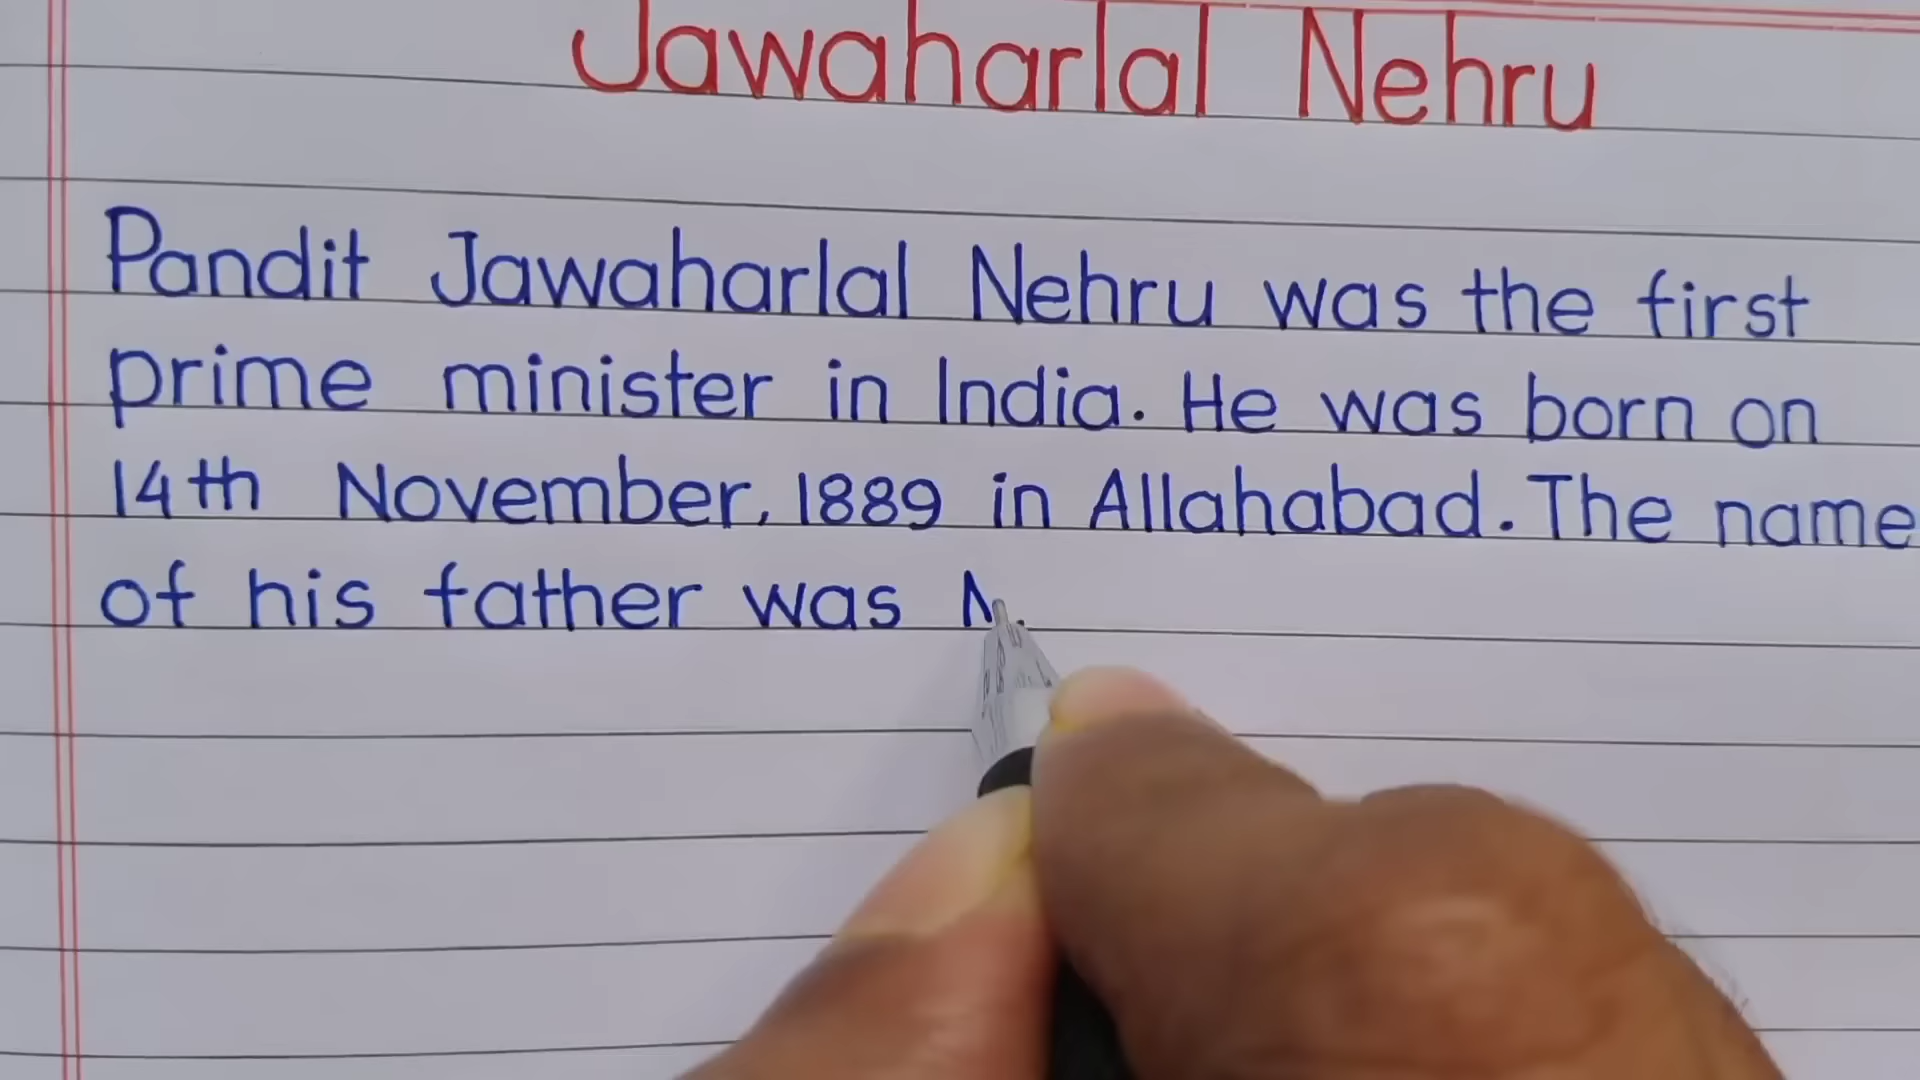 Jawaharlal Nehru
Pandit Jawaharlal Nehru was the first
prime minister in India. He was born on
14th November, 1889 in Allahabad. The name
of his father was